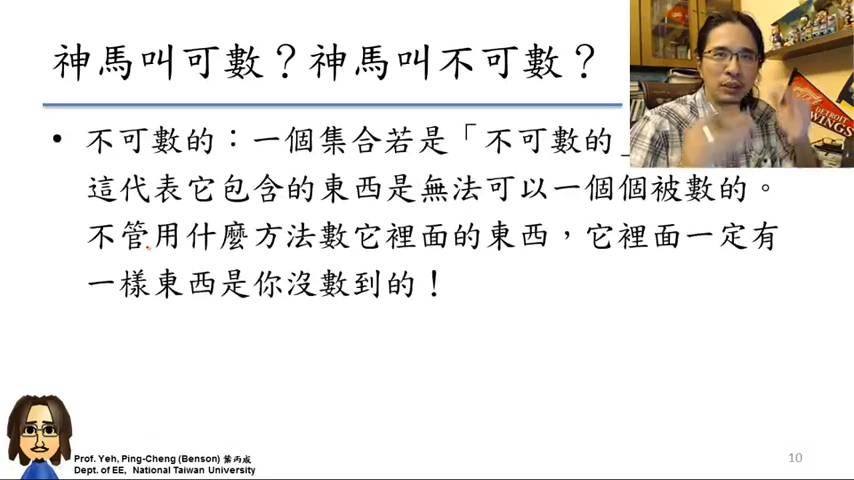 神馬叫可數？神馬叫不可數？
• 不可數的：一個集合若是「不可數的」
這代表它包含的東西是無法可以一個個被數的。
不管用什麼方法數它裡面的東西，它裡面一定有
一樣東西是你沒數到的！
DETROIT
WINGS
Prof. Yeh, Ping-Cheng (Benson) 葉丙成
Dept. of EE, National Taiwan University
10